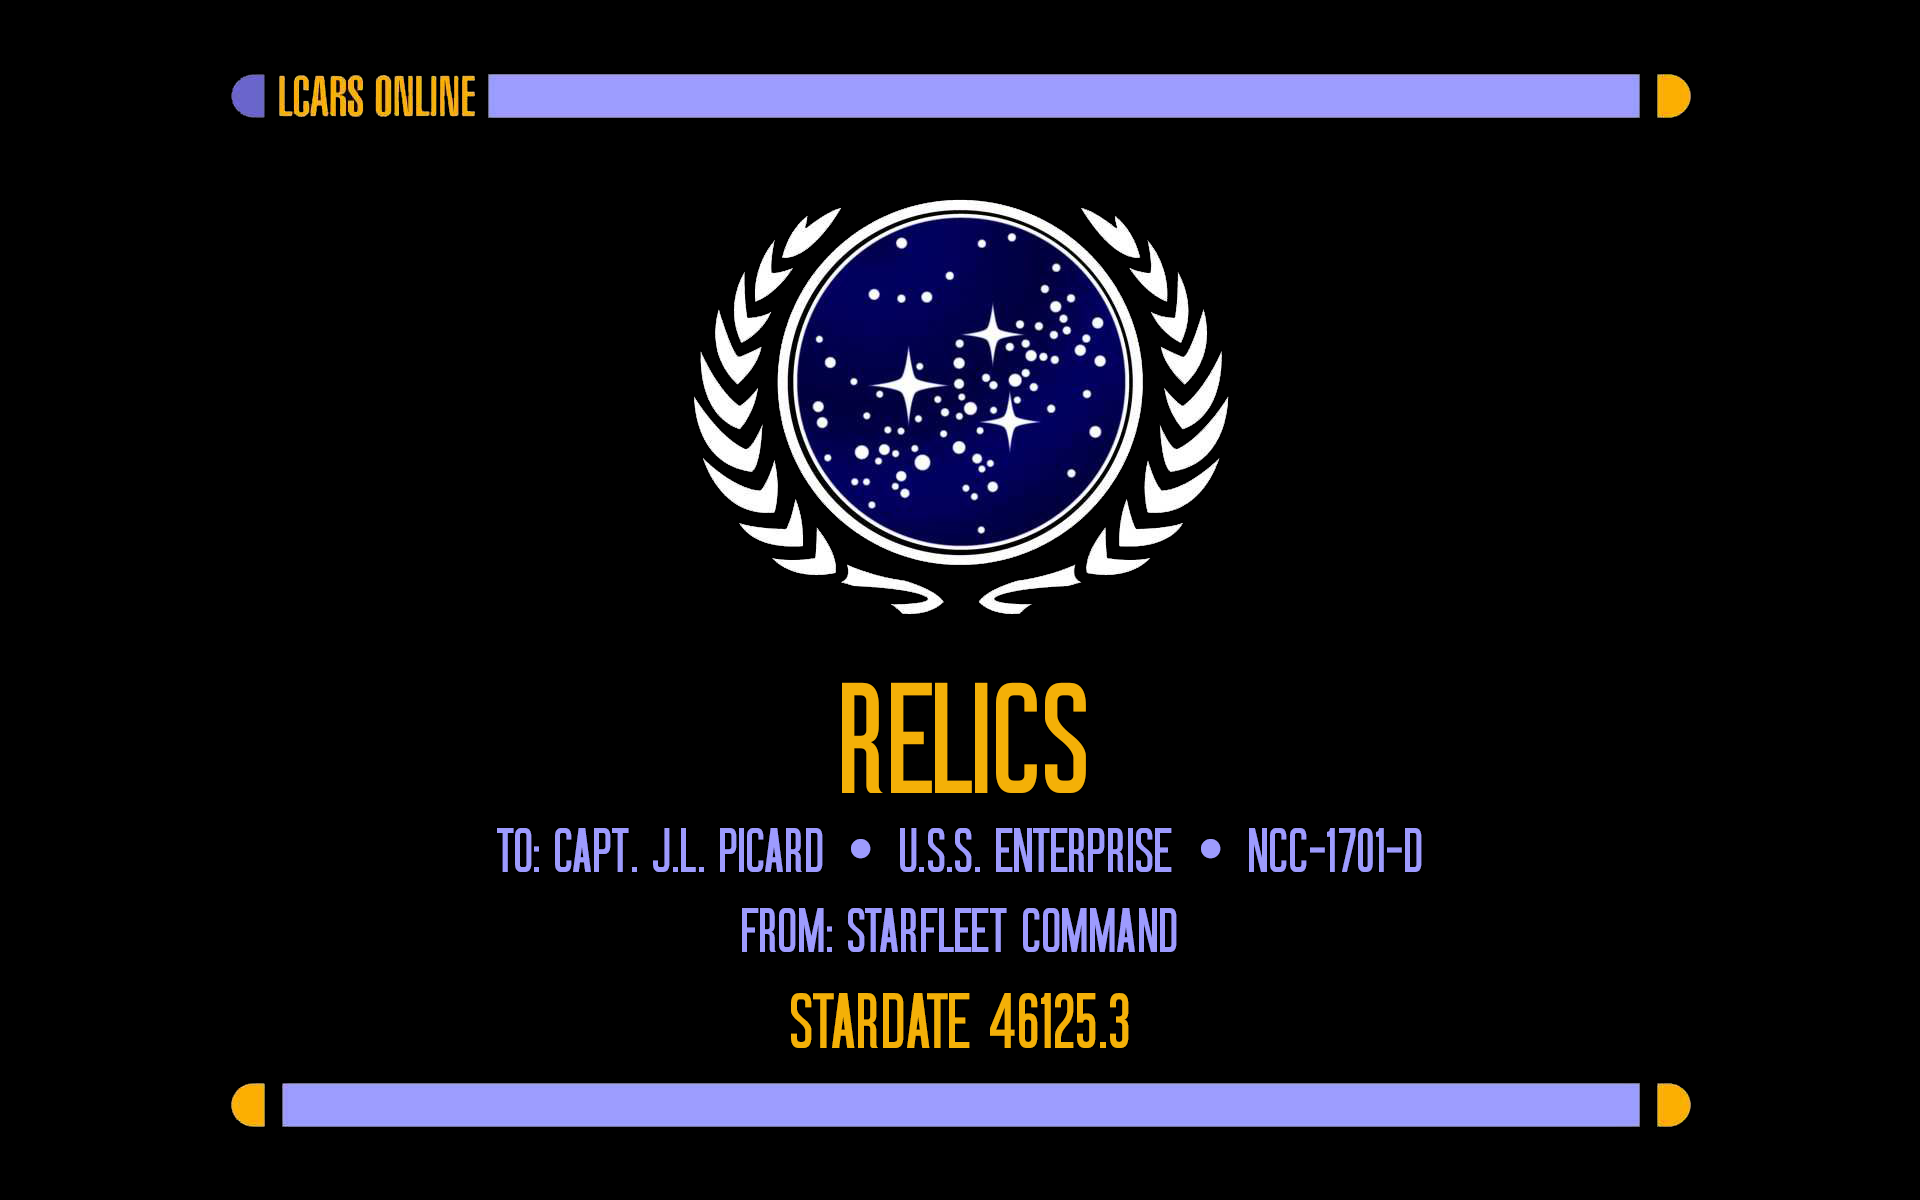 LCARS ONLINE
RELICS
TO: CAPT. J.L. PICARD • U.S.S. ENTERPRISE • NCC-1701-D
FROM: STARFLEET COMMAND
STARDATE 46125.3